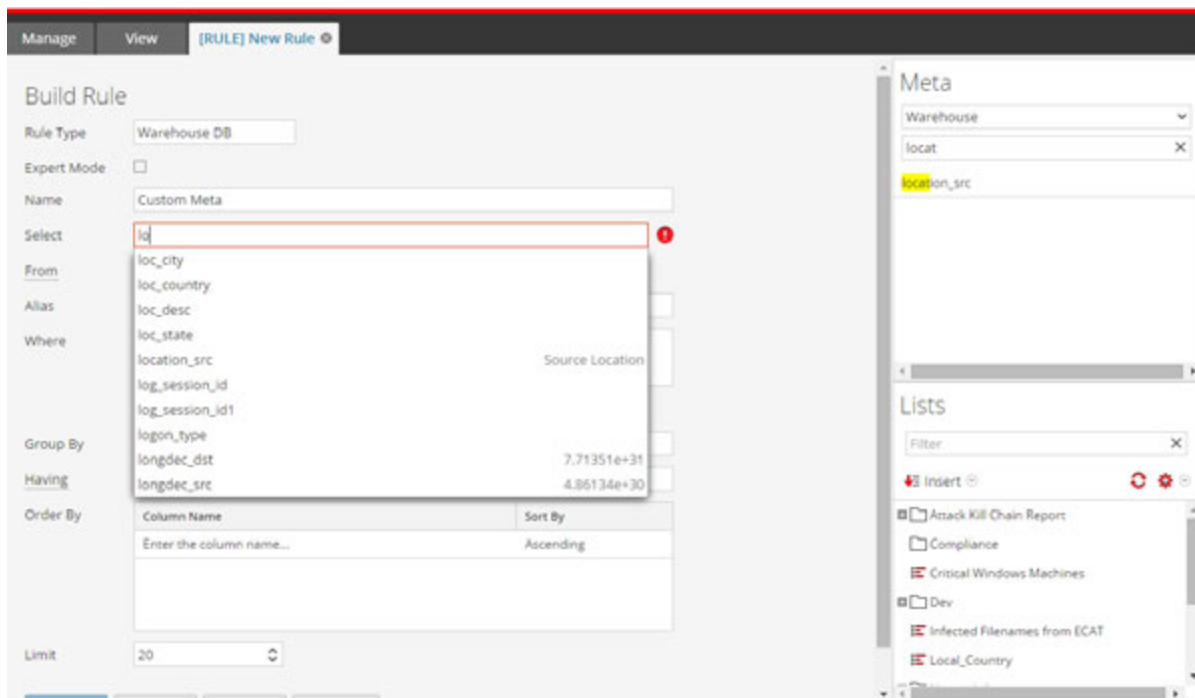 Manage View [RULE] New Rule
Build Rule
Rule Type Warehouse DB
Expert Mode
Name Custom Meta
Select lo
From
Alias
Where
loc_city
loc_country
loc_desc
loc_state
location_src Source Location
log_session_id
log_session_id1
logon_type
longdec_dst 7.71351e+31
longdec_src 4.86134e+30
Group By
Having
Order By
Column Name Sort By
Enter the column name... Ascending
Limit 20
Meta
Warehouse
locat
location_src
Lists
Filter
Insert
Attack Kill Chain Report
Compliance
Critical Windows Machines
Dev
Infected Filenames from ECAT
Local_Country